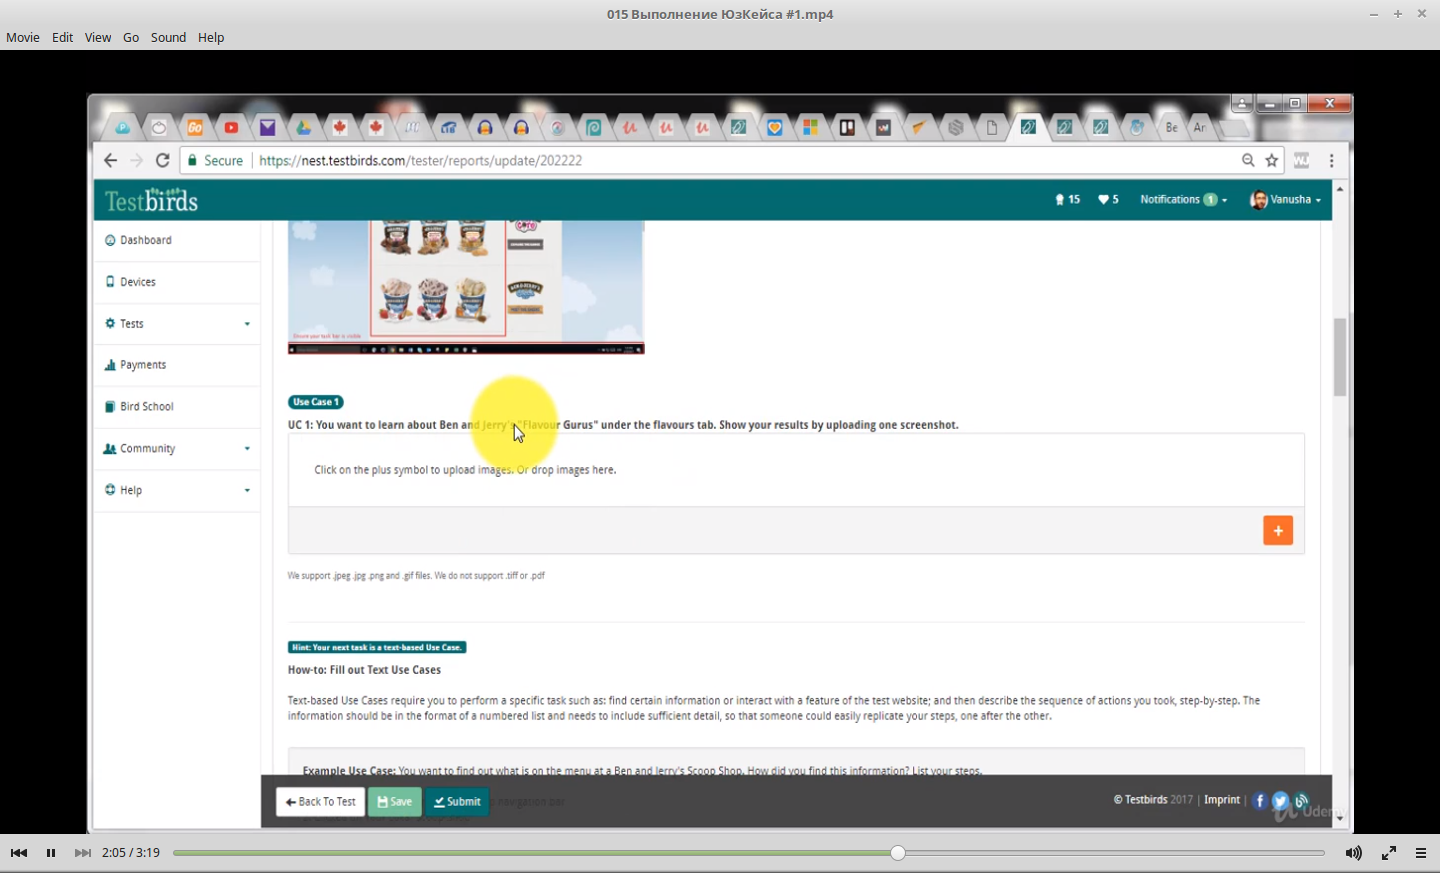 015 Выполнение ЮзКейса #1.mp4
Movie Edit View Go Sound Help
Secure https://nest.testbirds.com/tester/reports/update/202222
Testbirds
15 5 Notifications 1 Vanusha
Dashboard
Devices
Tests
Payments
Bird School
Community
Help
Use Case 1
UC 1: You want to learn about Ben and Jerry's "Flavour Gurus" under the flavours tab. Show your results by uploading one screenshot.
Click on the plus symbol to upload images. Or drop images here.
+
We support .jpeg .jpg .png and .gif files. We do not support .tiff or .pdf
Hint: Your next task is a text-based Use Case.
How-to: Fill out Text Use Cases
Text-based Use Cases require you to perform a specific task such as: find certain information or interact with a feature of the test website; and then describe the sequence of actions you took, step-by-step. The
information should be in the format of a numbered list and needs to include sufficient detail, so that someone could easily replicate your steps, one after the other.
Example Use Case: You want to find out what is on the menu at a Ben and Jerry's Scoop Shop. How did you find this information? List your steps.
Back To Test Save Submit
© Testbirds 2017 | Imprint |
Udemy
2:05 / 3:19